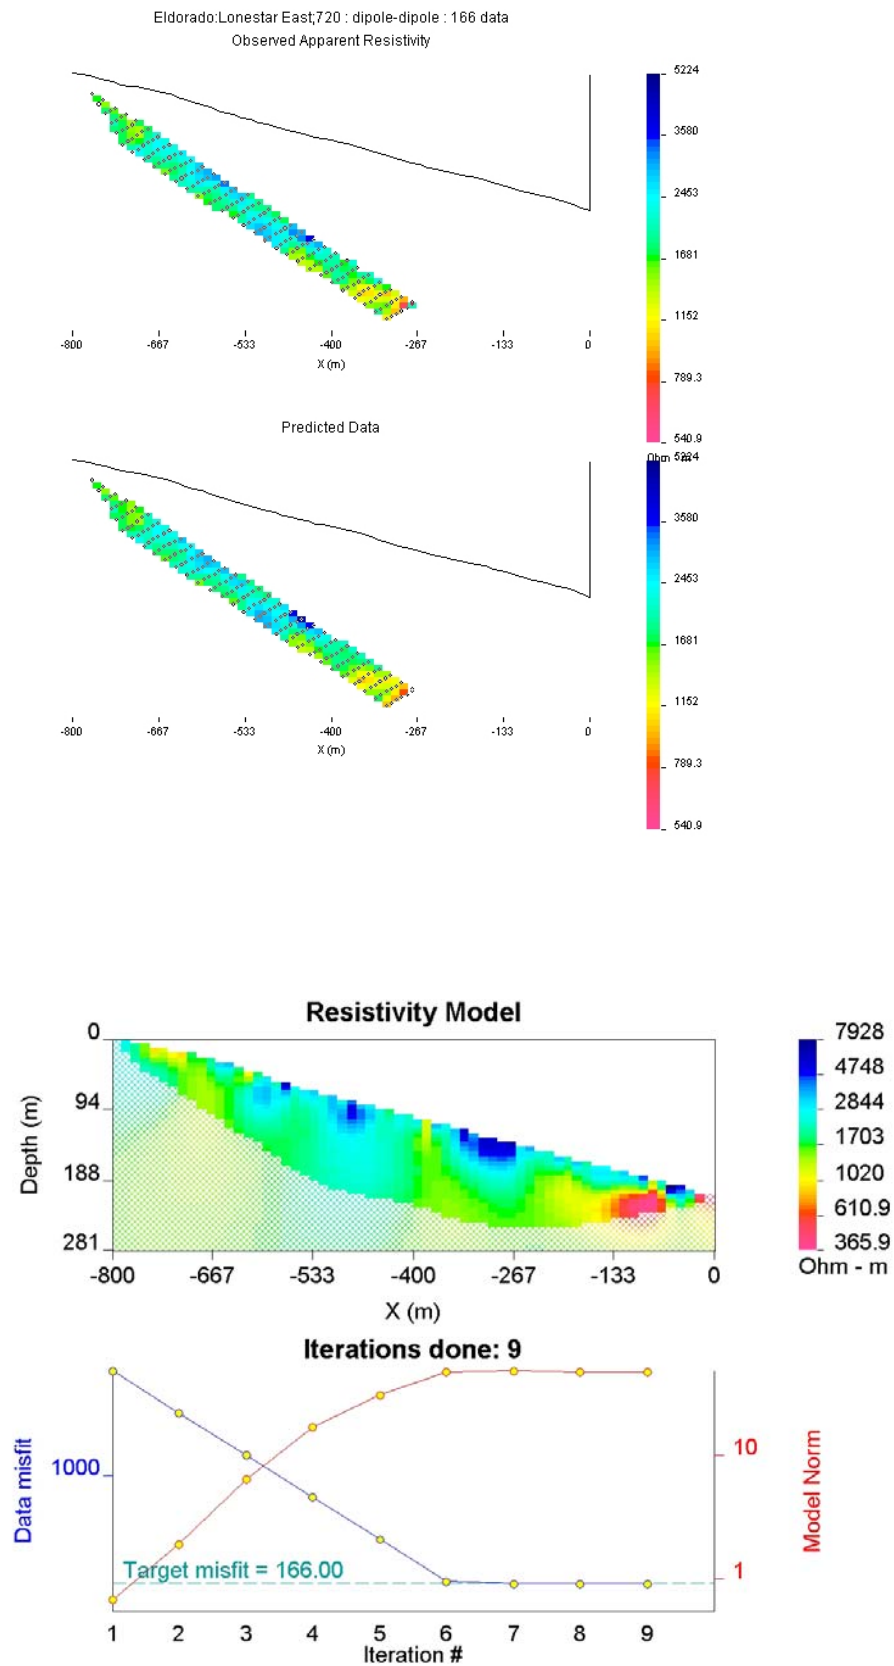 Eldorado:Lonestar East;720 : dipole-dipole : 166 data
Observed Apparent Resistivity
5224
3580
2453
1681
1152
789.3
540.9
Ohm - m
-800 -667 -533 -400 -267 -133 0
X (m)
Predicted Data
5224
3580
2453
1681
1152
789.3
540.9
-800 -667 -533 -400 -267 -133 0
X (m)
Resistivity Model
Depth (m)
0
94
188
281
-800 -667 -533 -400 -267 -133 0
X (m)
7928
4748
2844
1703
1020
610.9
365.9
Ohm - m
Iterations done: 9
Data misfit
1000
Target misfit = 166.00
10
1
Model Norm
1 2 3 4 5 6 7 8 9
Iteration #